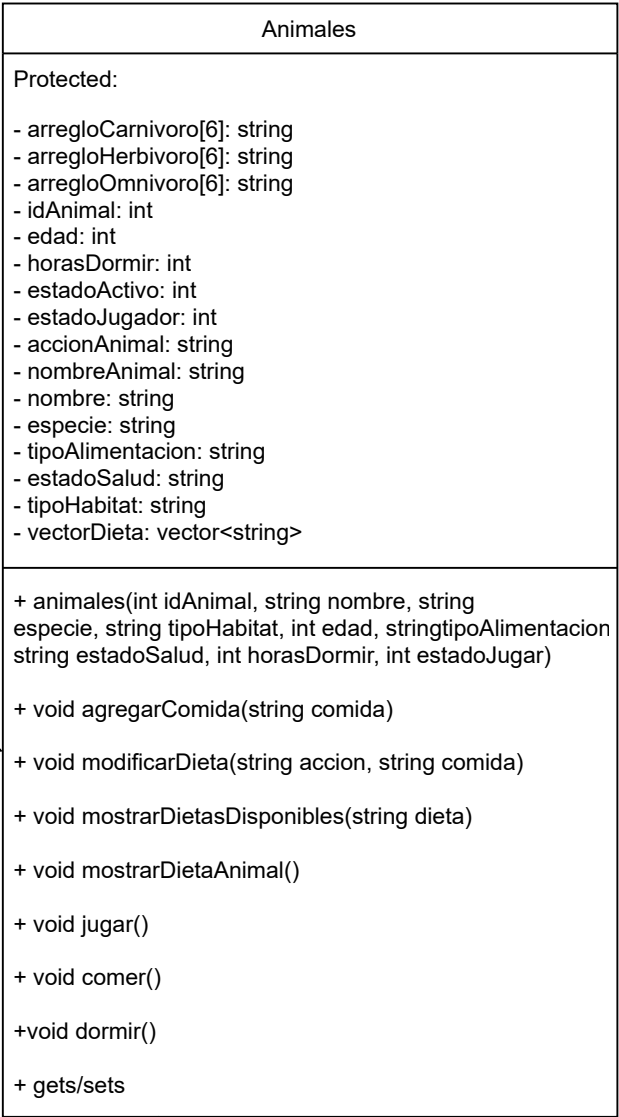 Animales
Protected:
- arregloCarnivoro[6]: string
- arregloHerbivoro[6]: string
- arregloOmnivoro[6]: string
- idAnimal: int
- edad: int
- horasDormir: int
- estadoActivo: int
- estadoJugador: int
- accionAnimal: string
- nombreAnimal: string
- nombre: string
- especie: string
- tipoAlimentacion: string
- estadoSalud: string
- tipoHabitat: string
- vectorDieta: vector<string>
+ animales(int idAnimal, string nombre, string
especie, string tipoHabitat, int edad, stringtipoAlimentacion
string estadoSalud, int horasDormir, int estadoJugar)
+ void agregarComida(string comida)
+ void modificarDieta(string accion, string comida)
+ void mostrarDietasDisponibles(string dieta)
+ void mostrarDietaAnimal()
+ void jugar()
+ void comer()
+void dormir()
+ gets/sets